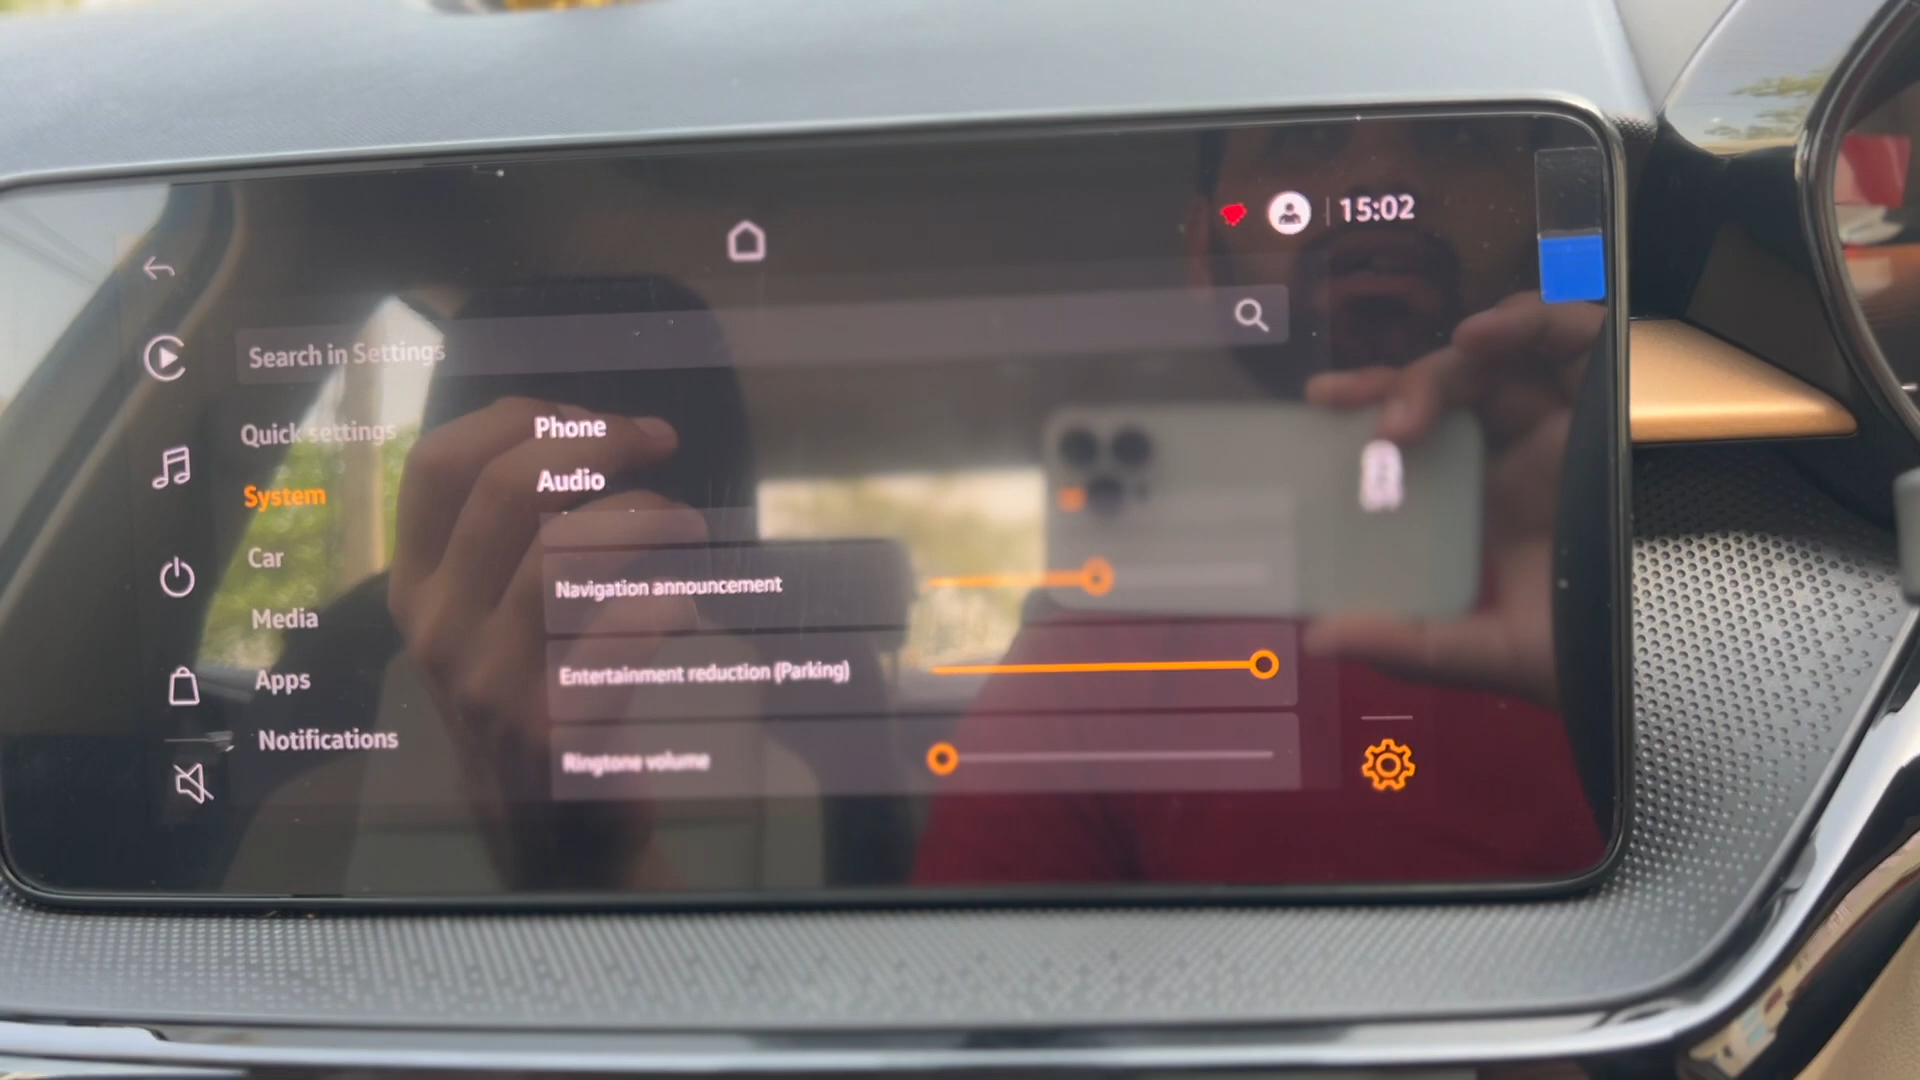 15:02
Search in Settings
Quick settings
System
Car
Media
Apps
Notifications
Phone
Audio
Navigation announcement
Entertainment reduction (Parking)
Ringtone volume